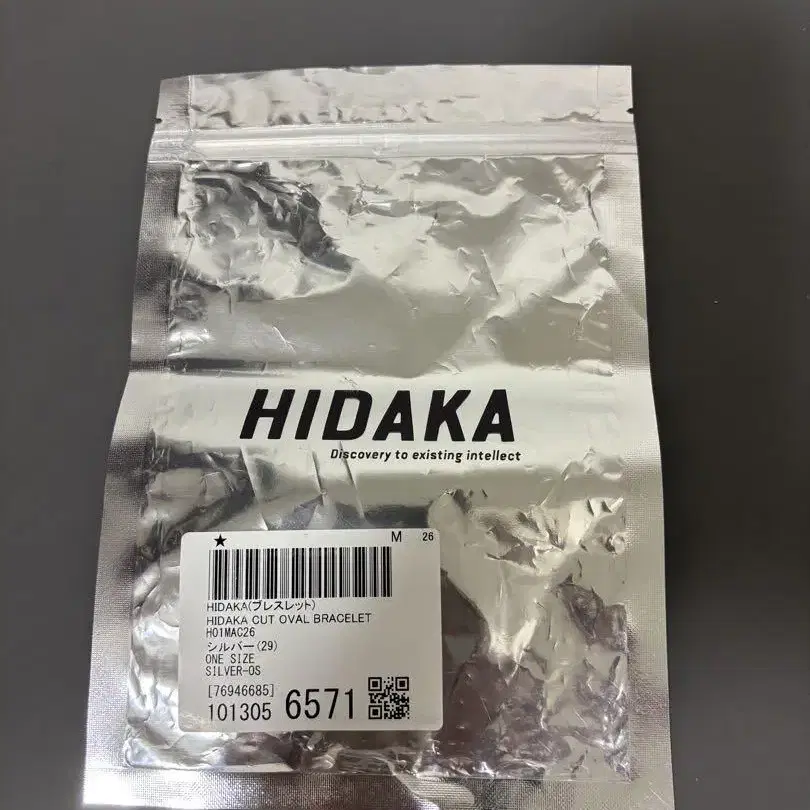 HIDAKA
Discovery to existing intellect
★ M 26
HIDAKA(ブレスレット)
HIDAKA CUT OVAL BRACELET
H01MAC26
シルバー(29)
ONE SIZE
SILVER-OS
[76946685]
101305 6571